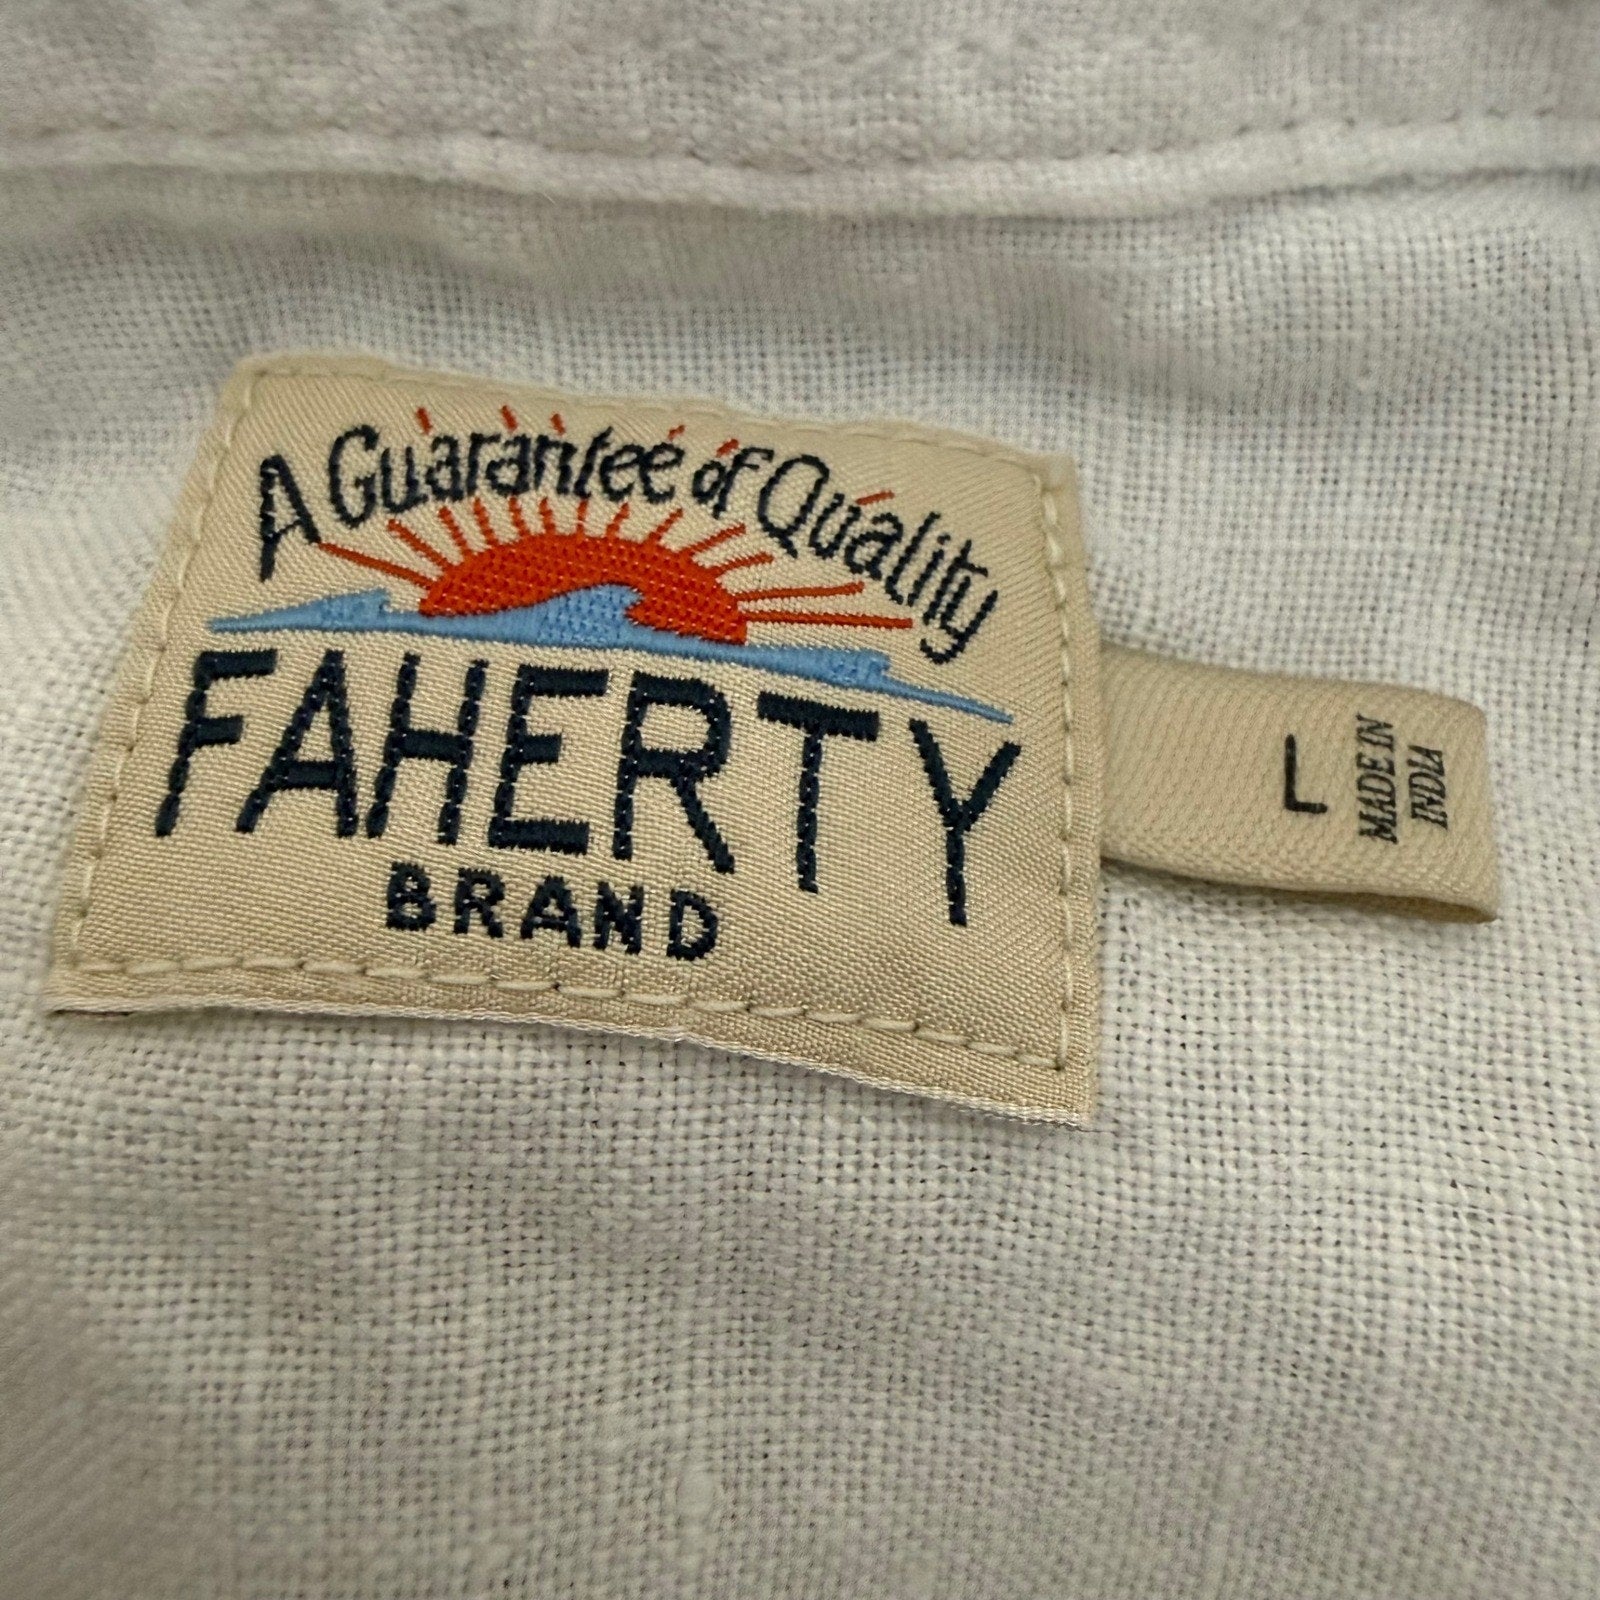 A Guarantee of Quality
FAHERTY
BRAND
L
MADE IN
INDIA